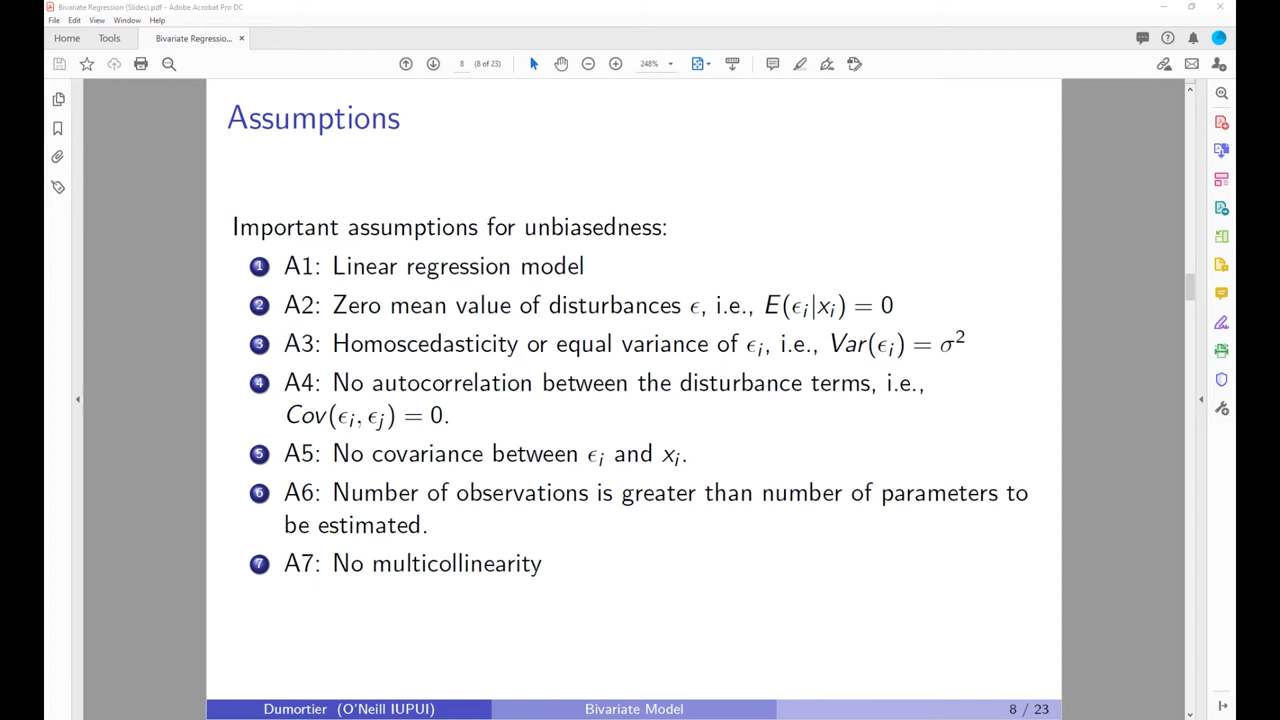 Bivariate Regression (Slides).pdf - Adobe Acrobat Pro DC
File Edit View Window Help
Home Tools Bivariate Regressio... ×
8 (8 of 23) 248%
Assumptions
Important assumptions for unbiasedness:
1 A1: Linear regression model
2 A2: Zero mean value of disturbances ϵ, i.e., E(ϵᵢ|xᵢ) = 0
3 A3: Homoscedasticity or equal variance of ϵᵢ, i.e., Var(ϵᵢ) = σ²
4 A4: No autocorrelation between the disturbance terms, i.e.,
Cov(ϵᵢ, ϵⱼ) = 0.
5 A5: No covariance between ϵᵢ and xᵢ.
6 A6: Number of observations is greater than number of parameters to
be estimated.
7 A7: No multicollinearity
Dumortier (O'Neill IUPUI) Bivariate Model 8 / 23